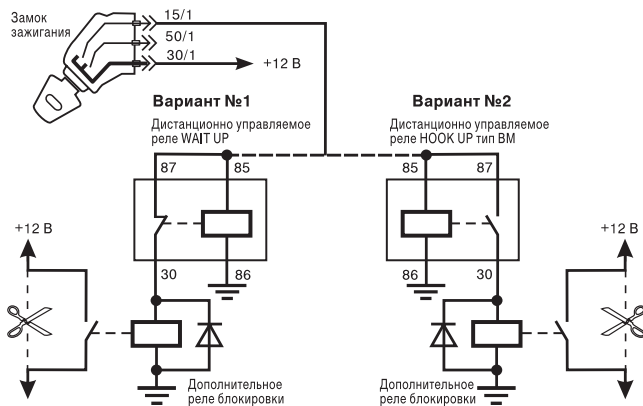 Замок
зажигания
15/1
50/1
30/1
+12 В
Вариант №1
Дистанционно управляемое
реле WAIT UP
Вариант №2
Дистанционно управляемое
реле HOOK UP тип ВМ
87
85
85
87
+12 В
+12 В
30
86
86
30
Дополнительное
реле блокировки
Дополнительное
реле блокировки